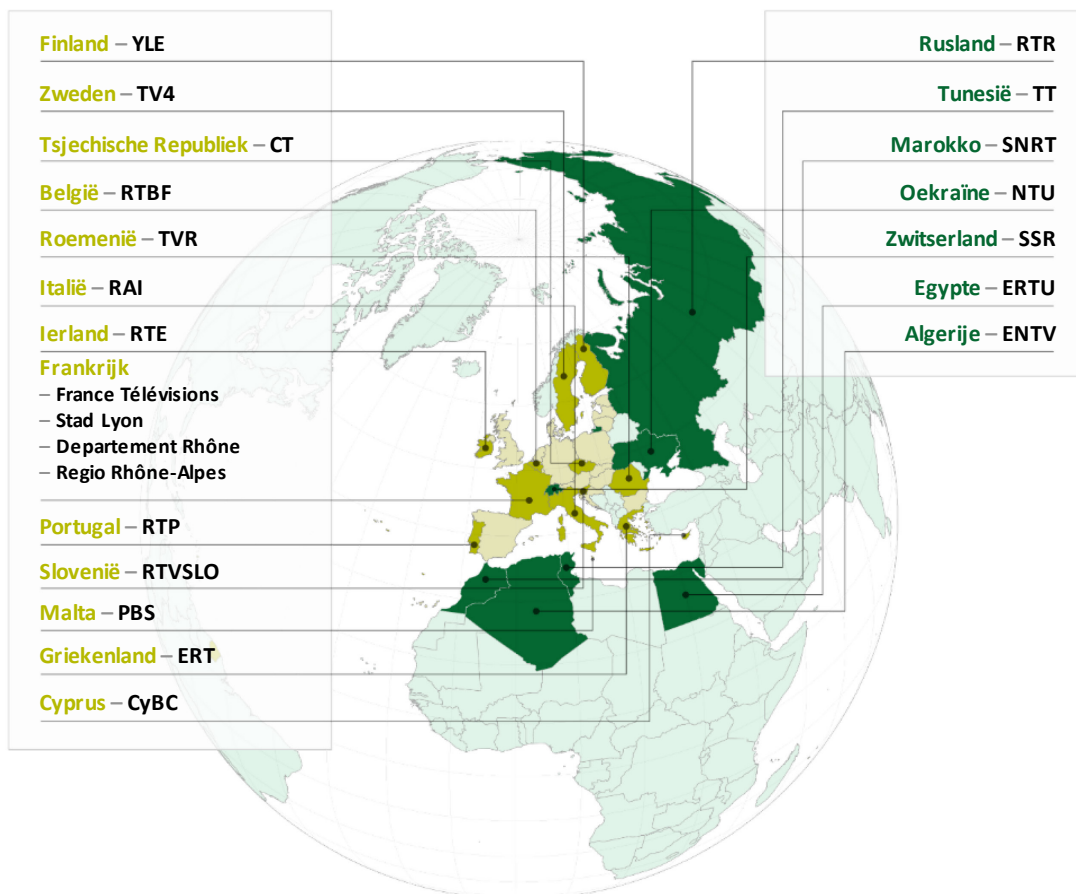 Finland – YLE
Zweden – TV4
Tsjechische Republiek – CT
België – RTBF
Roemenië – TVR
Italië – RAI
Ierland – RTE
Frankrijk
– France Télévisions
– Stad Lyon
– Departement Rhône
– Regio Rhône-Alpes
Portugal – RTP
Slovenië – RTVSLO
Malta – PBS
Griekenland – ERT
Cyprus – CyBC
Rusland – RTR
Tunesië – TT
Marokko – SNRT
Oekraïne – NTU
Zwitserland – SSR
Egypte – ERTU
Algerije – ENTV